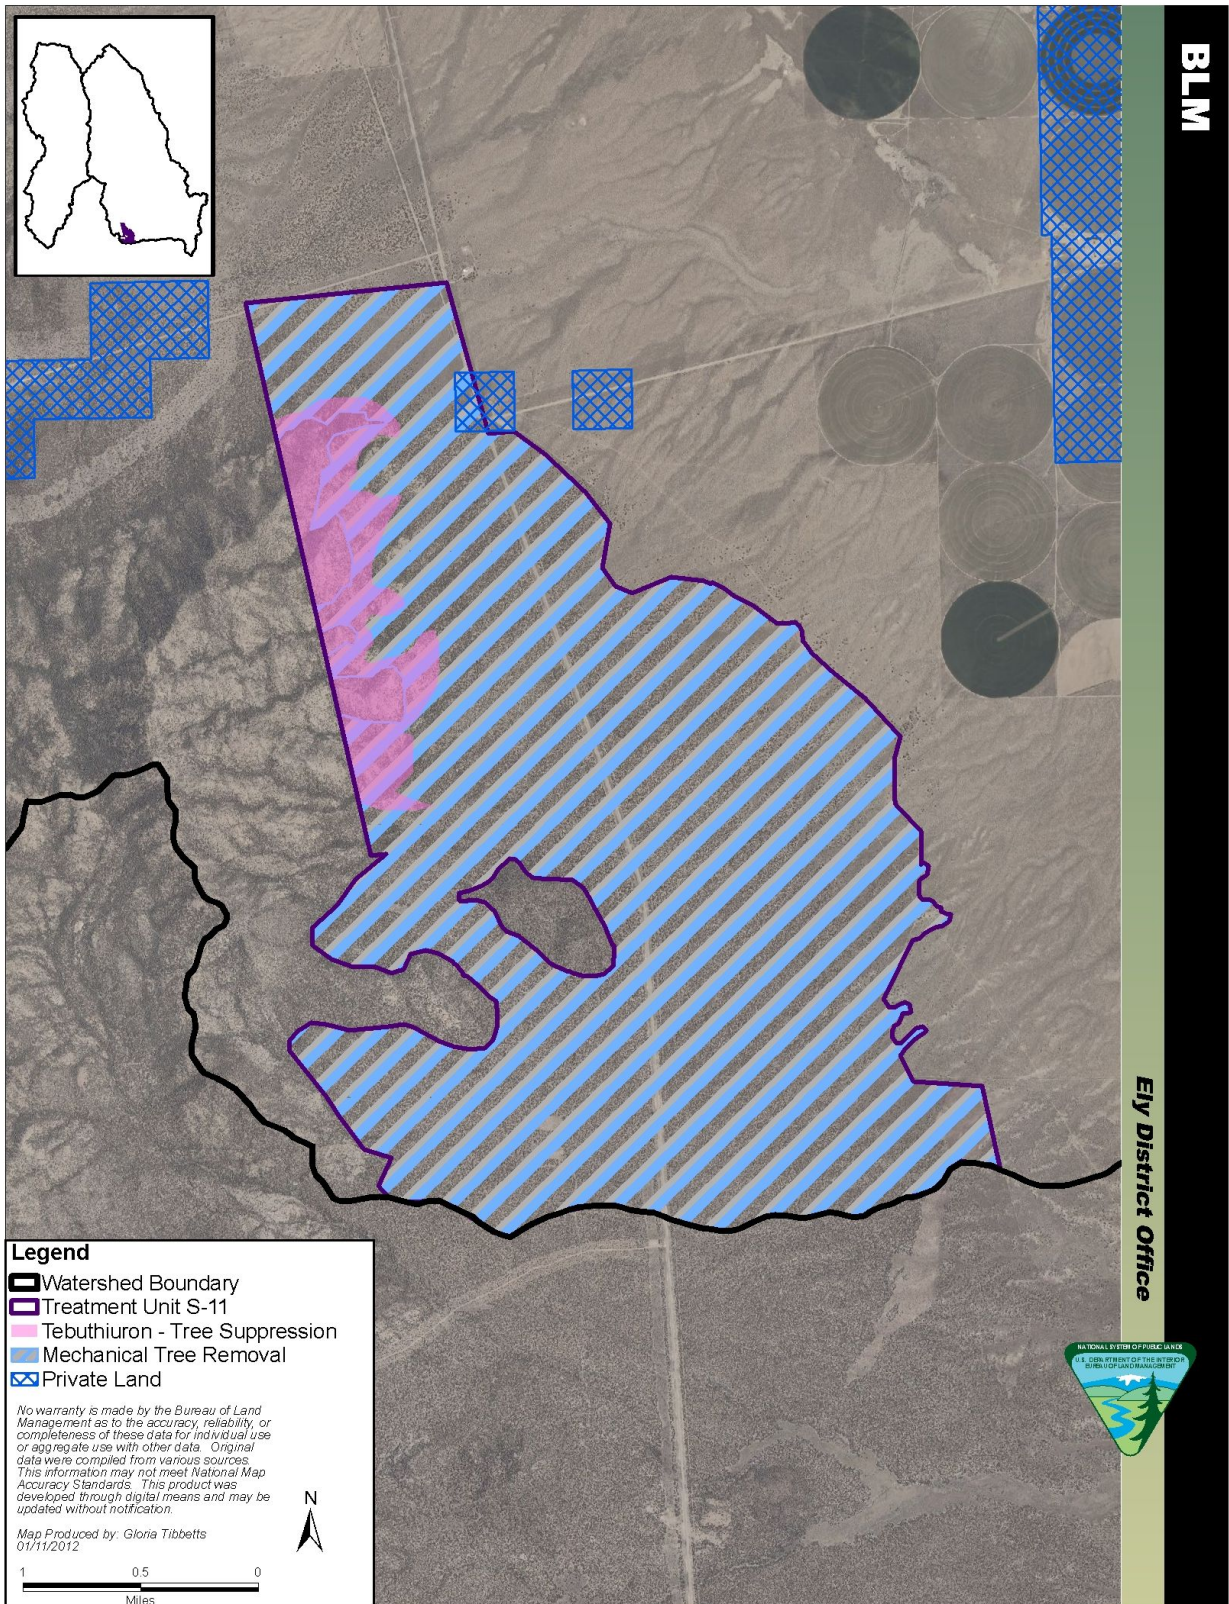 BLM
Ely District Office
NATIONAL SYSTEM OF PUBLIC LANDS
U.S. DEPARTMENT OF THE INTERIOR
BUREAU OF LAND MANAGEMENT
Legend
Watershed Boundary
Treatment Unit S-11
Tebuthiuron - Tree Suppression
Mechanical Tree Removal
Private Land
No warranty is made by the Bureau of Land
Management as to the accuracy, reliability, or
completeness of these data for individual use
or aggregate use with other data. Original
data were compiled from various sources.
This information may not meet National Map
Accuracy Standards. This product was
developed through digital means and may be
updated without notification.
Map Produced by: Gloria Tibbetts
01/11/2012
N
1 0.5 0
Miles